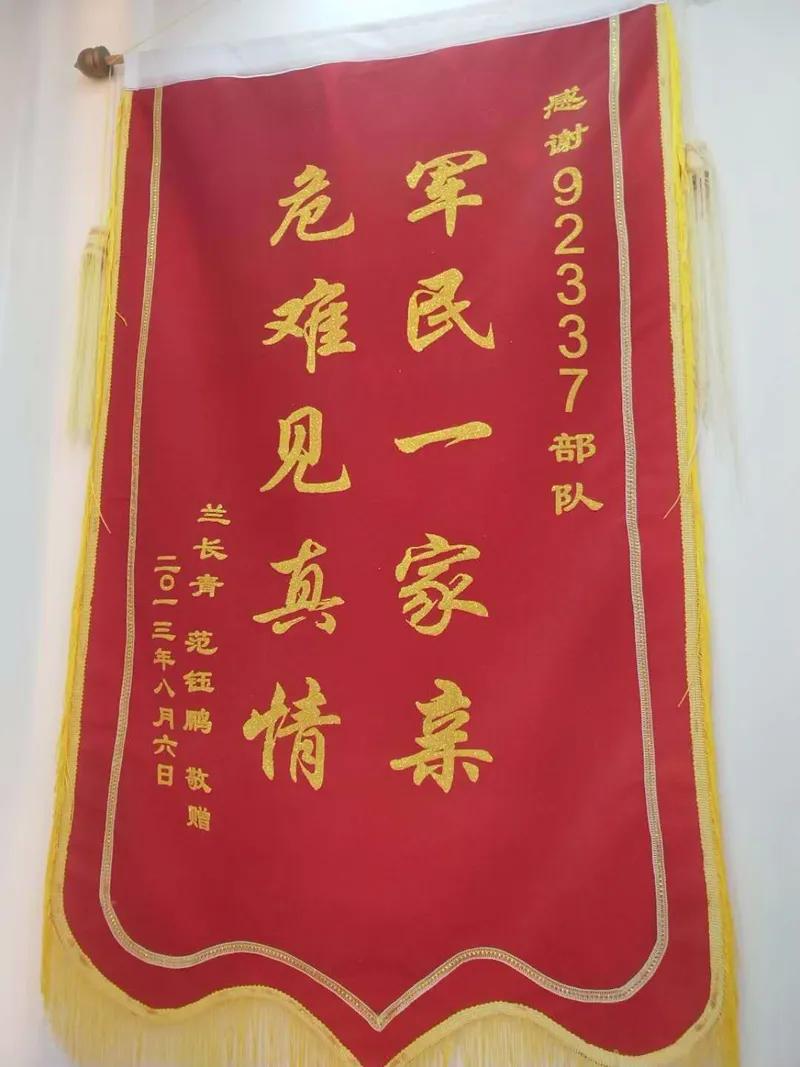 感谢92337部队
军民一家亲
危难见真情
兰长青 范钰鹏 敬赠
二〇一三年八月六日